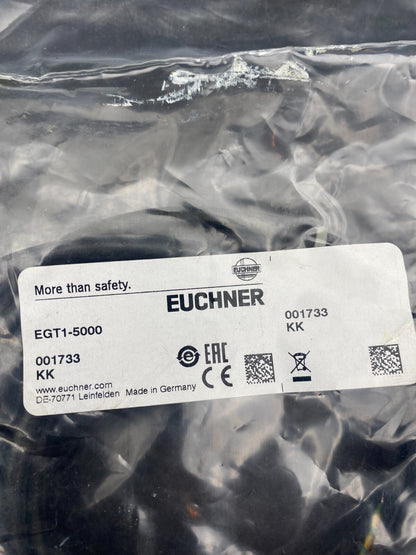 More than safety.
EUCHNER
EUCHNER
EGT1-5000
001733
KK
001733
KK
EAC
CE
www.euchner.com
DE-70771 Leinfelden Made in Germany